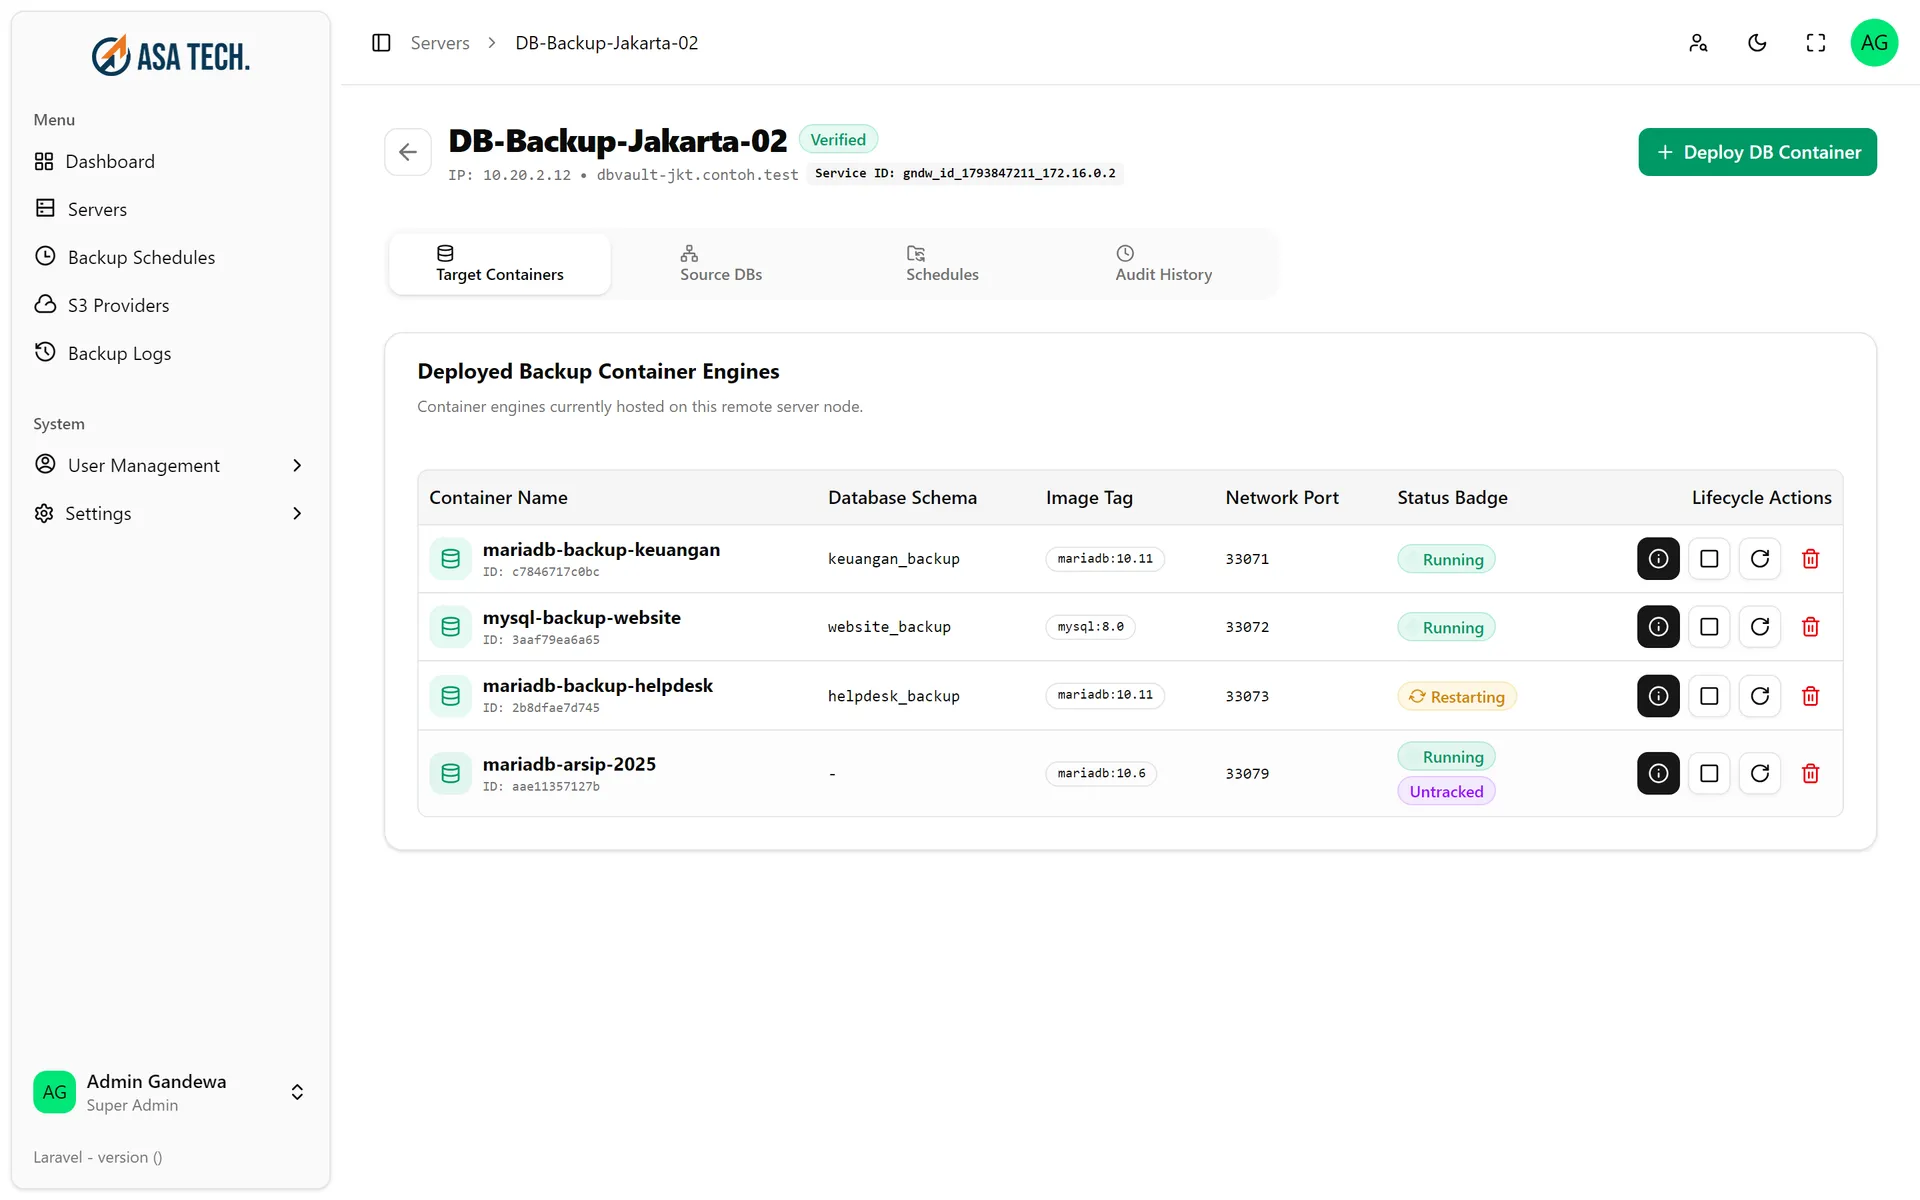 ASA TECH.
Menu
Dashboard
Servers
Backup Schedules
S3 Providers
Backup Logs
System
User Management
Settings
AG
Admin Gandewa
Super Admin
Laravel - version ()
Servers > DB-Backup-Jakarta-02
AG
DB-Backup-Jakarta-02 Verified
IP: 10.20.2.12 • dbvault-jkt.contoh.test Service ID: gndw_id_1793847211_172.16.0.2
+ Deploy DB Container
Target Containers
Source DBs
Schedules
Audit History
Deployed Backup Container Engines
Container engines currently hosted on this remote server node.
Container Name Database Schema Image Tag Network Port Status Badge Lifecycle Actions
mariadb-backup-keuangan
ID: c7846717c0bc
keuangan_backup mariadb:10.11 33071 Running
mysql-backup-website
ID: 3aaf79ea6a65
website_backup mysql:8.0 33072 Running
mariadb-backup-helpdesk
ID: 2b8dfae7d745
helpdesk_backup mariadb:10.11 33073 Restarting
mariadb-arsip-2025
ID: aae11357127b
- mariadb:10.6 33079 Running
Untracked